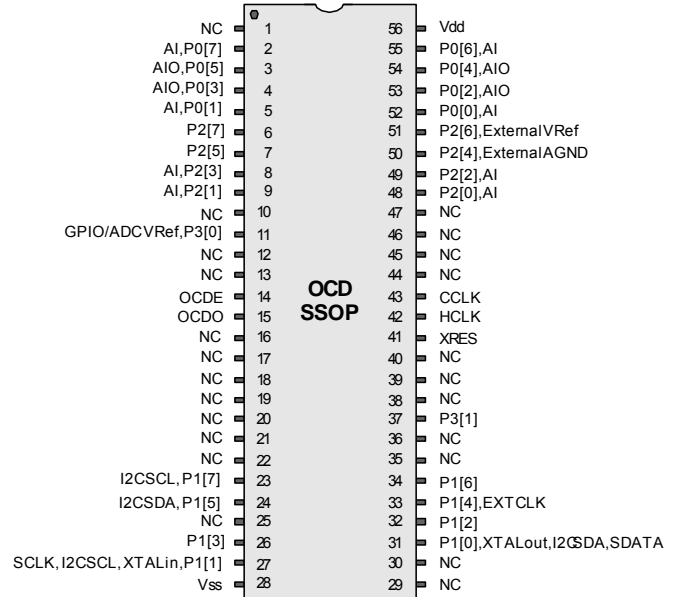 NC 1 56 Vdd
AI,P0[7] 2 55 P0[6],AI
AIO,P0[5] 3 54 P0[4],AIO
AIO,P0[3] 4 53 P0[2],AIO
AI,P0[1] 5 52 P0[0],AI
P2[7] 6 51 P2[6],ExternalVRef
P2[5] 7 50 P2[4],ExternalAGND
AI,P2[3] 8 49 P2[2],AI
AI,P2[1] 9 48 P2[0],AI
NC 10 47 NC
GPIO/ADCVRef,P3[0] 11 46 NC
NC 12 45 NC
NC 13 44 NC
OCDE 14 OCD 43 CCLK
OCDO 15 SSOP 42 HCLK
NC 16 41 XRES
NC 17 40 NC
NC 18 39 NC
NC 19 38 NC
NC 20 37 P3[1]
NC 21 36 NC
NC 22 35 NC
I2CSCL,P1[7] 23 34 P1[6]
I2CSDA,P1[5] 24 33 P1[4],EXTCLK
NC 25 32 P1[2]
P1[3] 26 31 P1[0],XTALout,I2CSDA,SDATA
SCLK,I2CSCL,XTALin,P1[1] 27 30 NC
Vss 28 29 NC